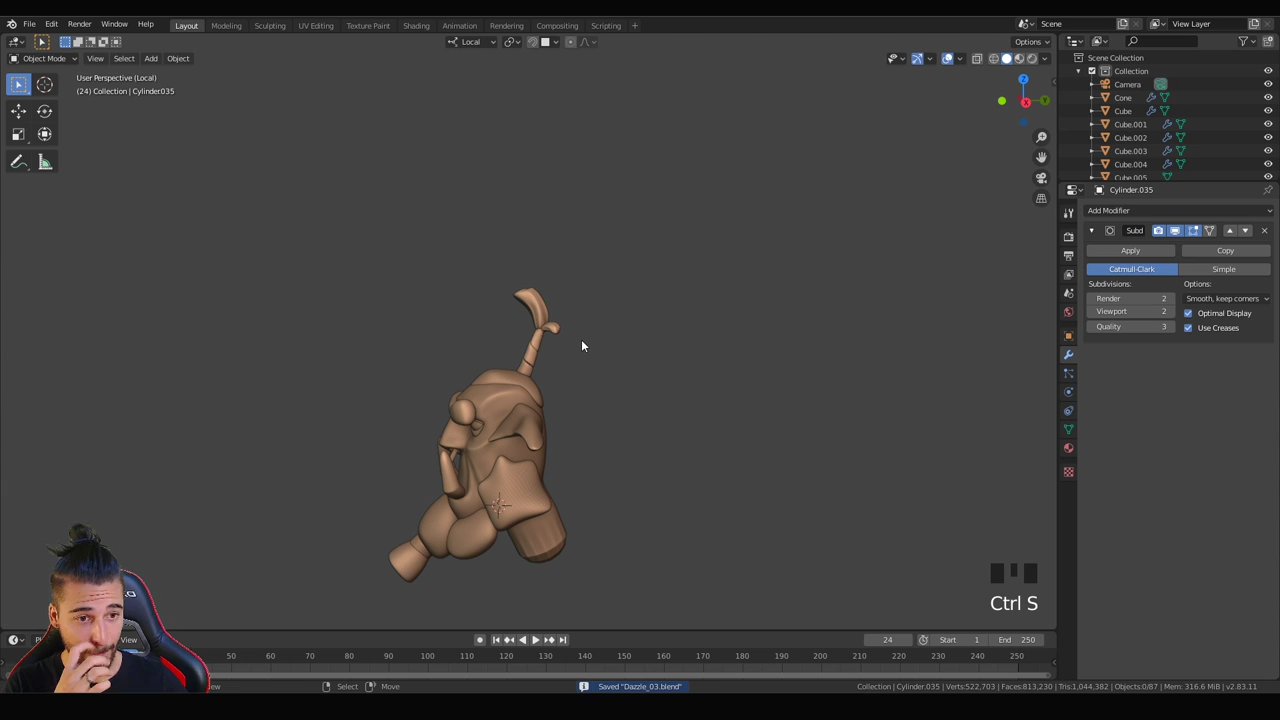 File Edit Render Window Help Layout Modeling Sculpting UV Editing Texture Paint Shading Animation Rendering Compositing Scripting + Scene View Layer
Local Options
Object Mode View Select Add Object
User Perspective (Local)
(24) Collection | Cylinder035
Scene Collection
Collection
Camera
Cone
Cube
Cube.001
Cube.002
Cube.003
Cube.004
Cube.005
Cylinder.035
Add Modifier
Subd
Apply Copy
Catmull-Clark Simple
Subdivisions: Options:
Render 2 Smooth, keep corners
Viewport 2 Optimal Display
Quality 3 Use Creases
X
Y
Z
Ctrl S
View 24 Start 1 End 250
50 60 70 80 90 100 110 120 130 140 150 160 170 180 190 200 210 220 230 240 250
Select Move Saved "Dazzle_03.blend" Collection | Cylinder.035 | Verts:522,703 | Faces:813,230 | Tris:1,044,382 | Objects:0/87 | Mem: 316.6 MiB | v2.83.11